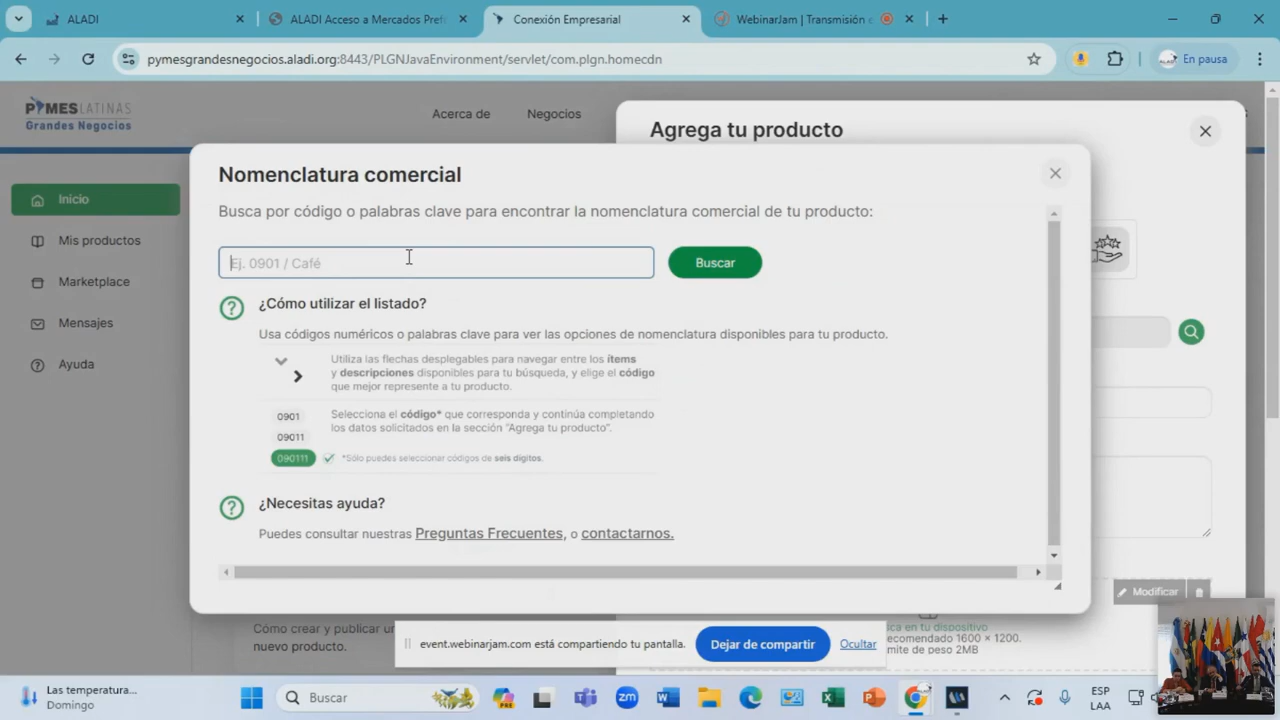 ALADI
ALADI Acceso a Mercados Pref
Conexión Empresarial
WebinarJam | Transmisión
pymesgrandesnegocios.aladi.org:8443/PLGNJavaEnvironment/servlet/com.plgn.homecdn
En pausa
PYMES LATINAS
Grandes Negocios
Acerca de
Negocios
Agrega tu producto
Inicio
Mis productos
Marketplace
Mensajes
Ayuda
Nomenclatura comercial
Busca por código o palabras clave para encontrar la nomenclatura comercial de tu producto:
Ej. 0901 / Café
Buscar
¿Cómo utilizar el listado?
Usa códigos numéricos o palabras clave para ver las opciones de nomenclatura disponibles para tu producto.
Utiliza las flechas desplegables para navegar entre los ítems
y descripciones disponibles para tu búsqueda, y elige el código
que mejor represente a tu producto.
0901
09011
090111
Selecciona el código* que corresponda y continúa completando
los datos solicitados en la sección "Agrega tu producto".
*Sólo puedes seleccionar códigos de seis dígitos.
¿Necesitas ayuda?
Puedes consultar nuestras Preguntas Frecuentes, o contactarnos.
Modificar
ca en tu dispositivo
ecomendado 1600 × 1200.
mite de peso 2MB
Cómo crear y publicar un
nuevo producto.
event.webinarjam.com está compartiendo tu pantalla.
Dejar de compartir
Ocultar
Las temperatura...
Domingo
Buscar
ESP
LAA